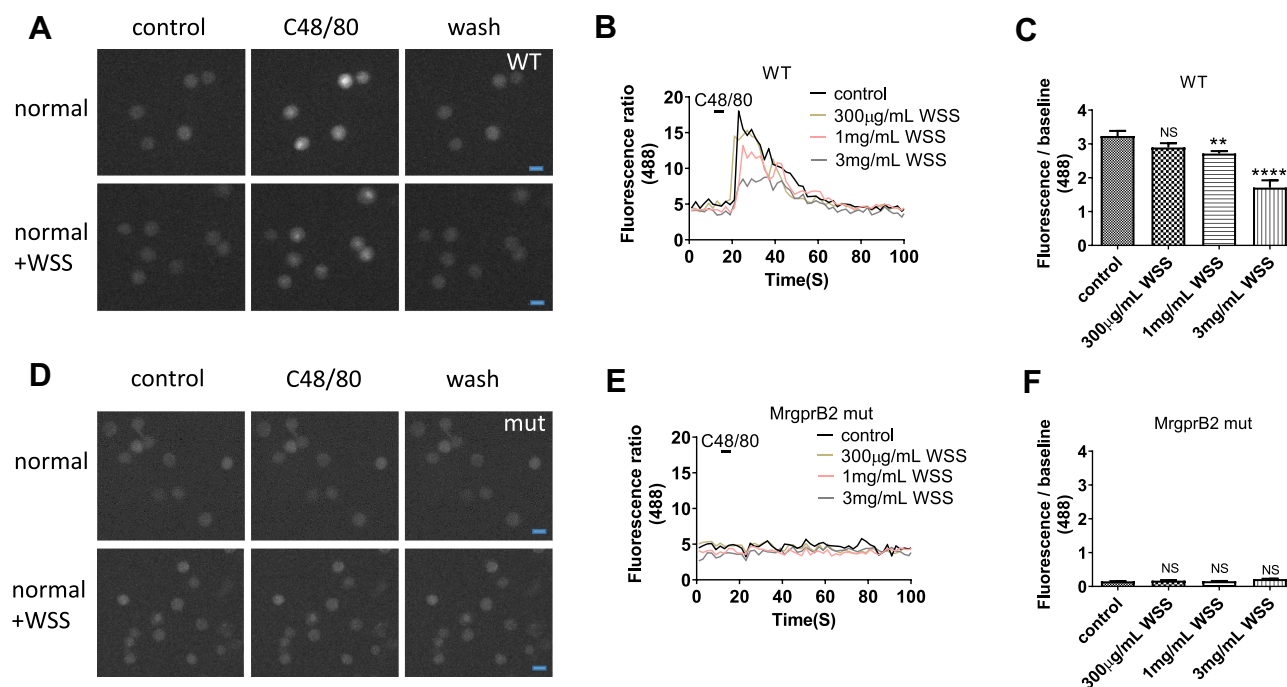 A
control
C48/80
wash
WT
normal
normal
+WSS
B
WT
C48/80
control
300μg/mL WSS
1mg/mL WSS
3mg/mL WSS
20
15
10
5
0
Fluorescence ratio
(488)
0 20 40 60 80 100
Time(S)
C
WT
4
3
2
1
0
Fluorescence / baseline
(488)
NS
**
****
control
300μg/mL WSS
1mg/mL WSS
3mg/mL WSS
D
control
C48/80
wash
mut
normal
normal
+WSS
E
MrgprB2 mut
C48/80
control
300μg/mL WSS
1mg/mL WSS
3mg/mL WSS
20
15
10
5
0
Fluorescence ratio
(488)
0 20 40 60 80 100
Time(S)
F
MrgprB2 mut
4
3
2
1
0
Fluorescence / baseline
(488)
NS
NS
NS
control
300μg/mL WSS
1mg/mL WSS
3mg/mL WSS